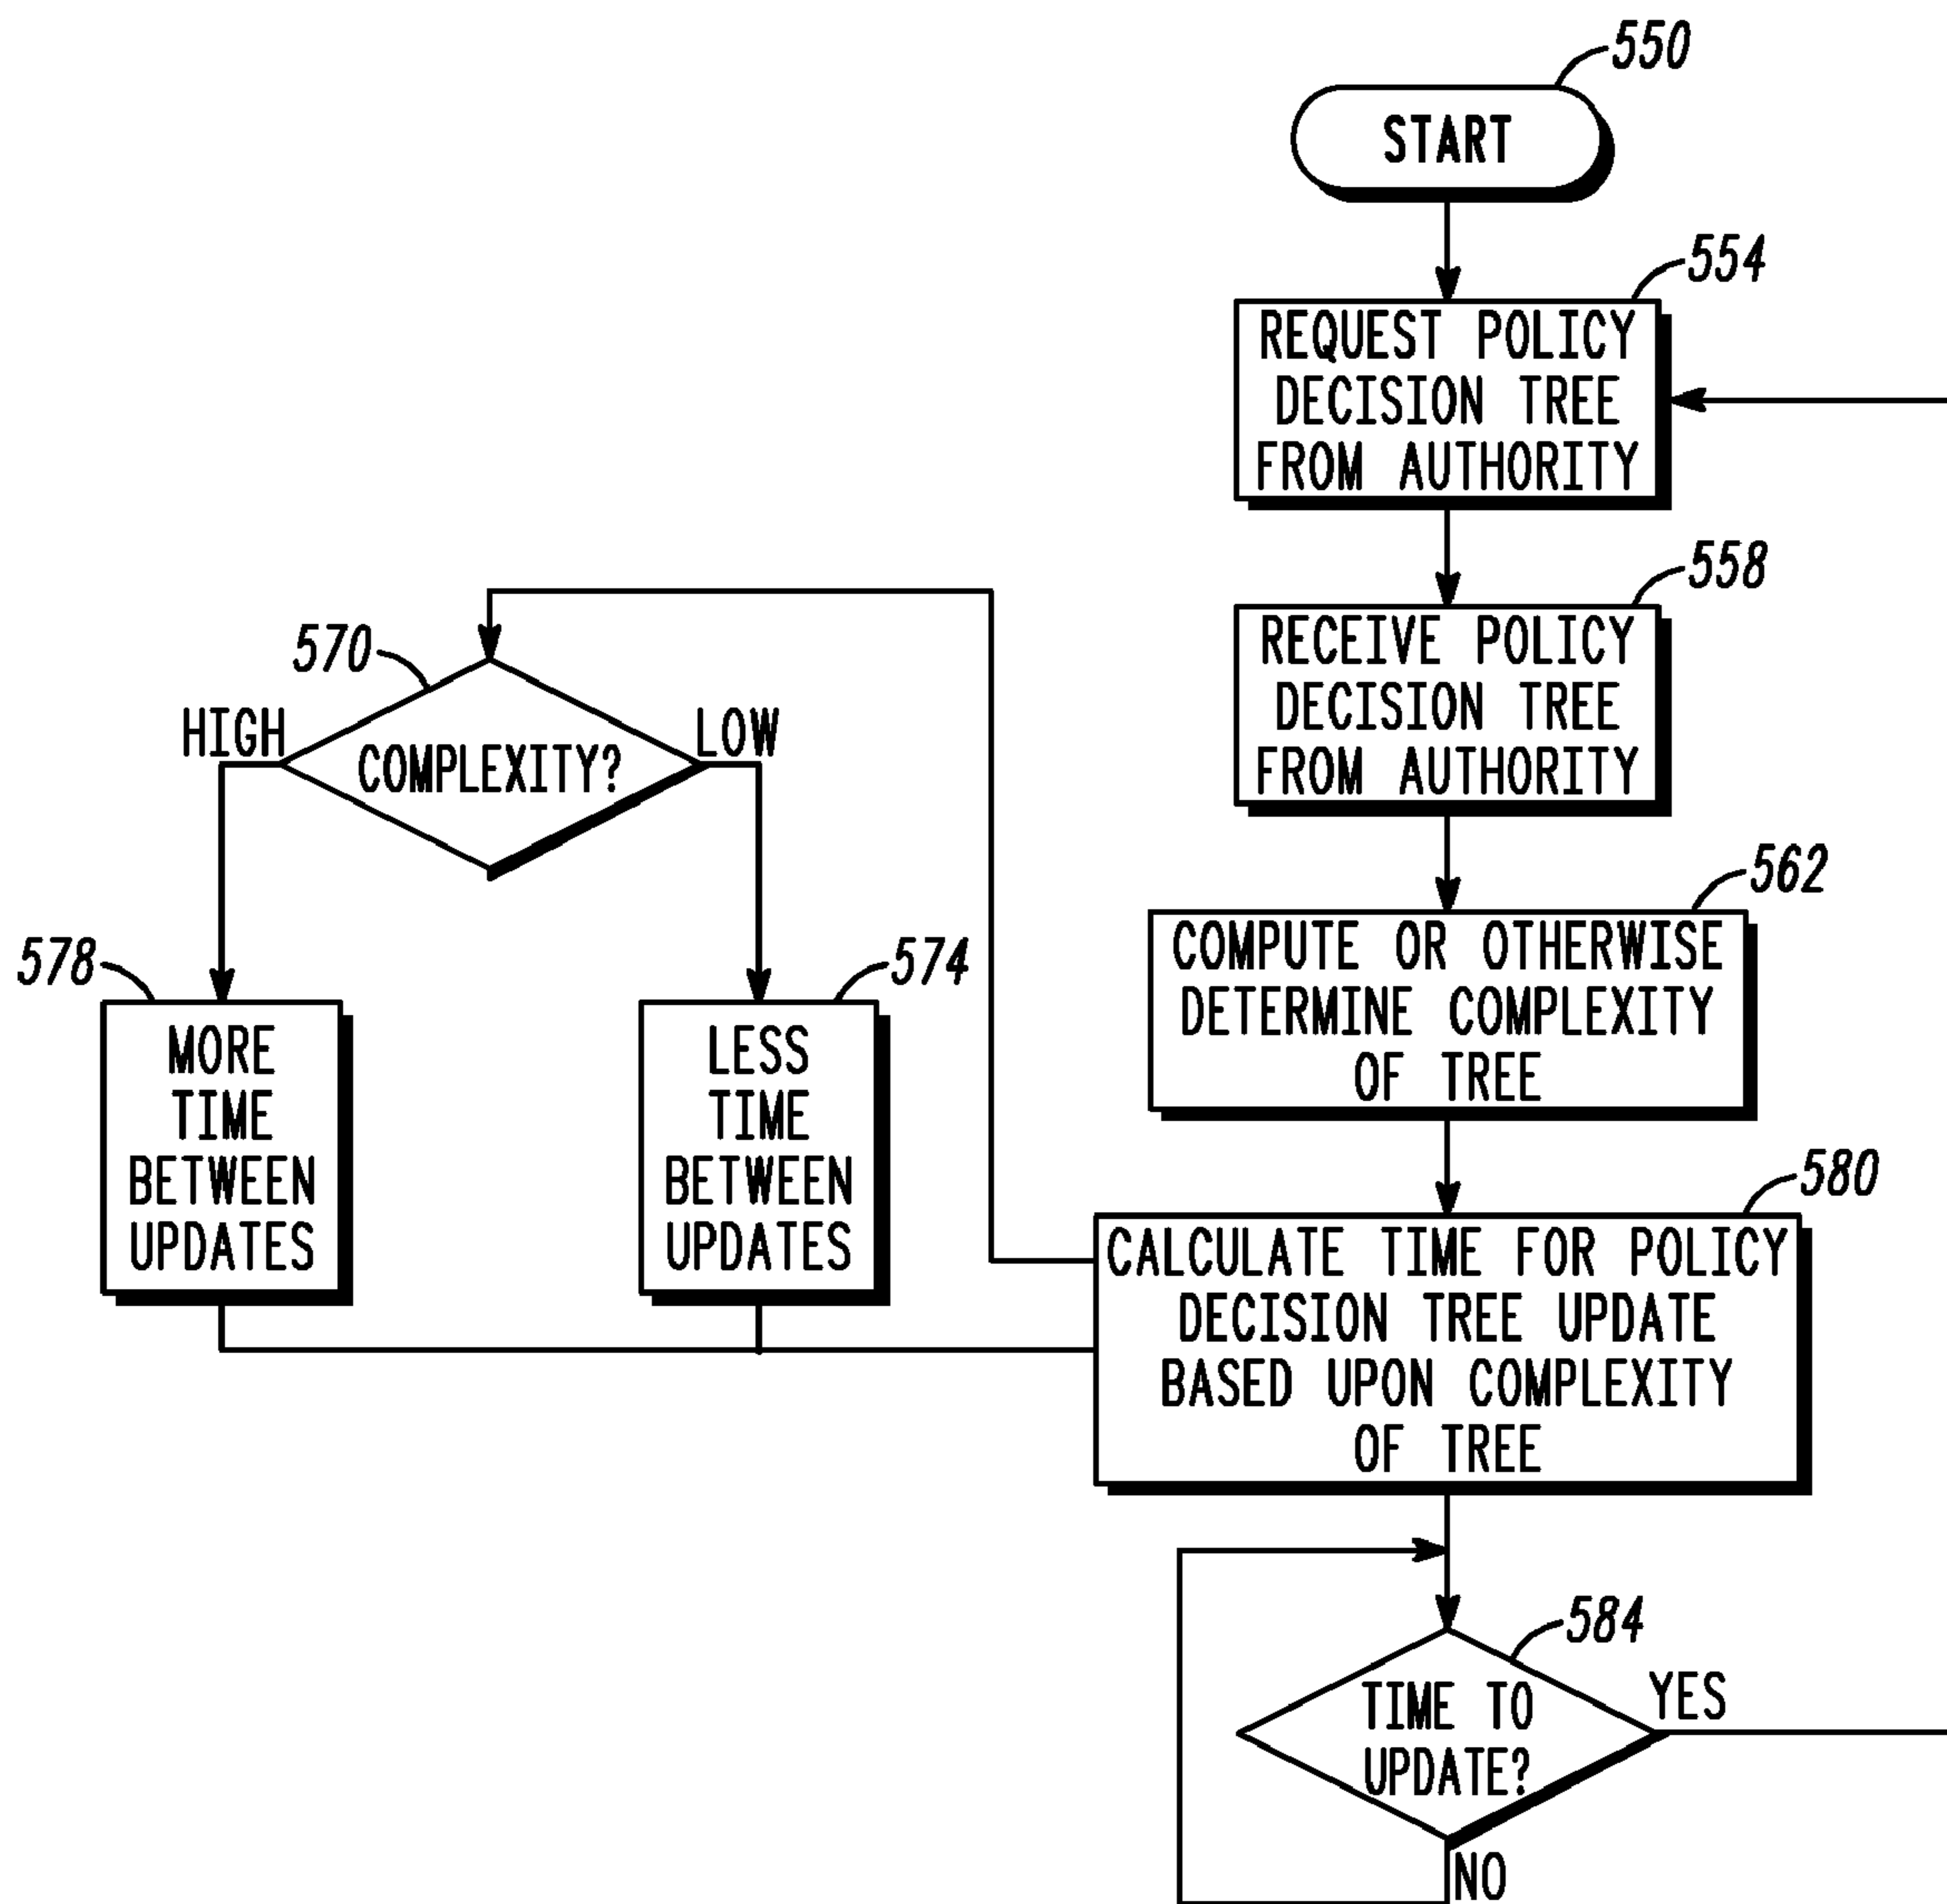 550
START
554
REQUEST POLICY
DECISION TREE
FROM AUTHORITY
558
RECEIVE POLICY
DECISION TREE
FROM AUTHORITY
562
COMPUTE OR OTHERWISE
DETERMINE COMPLEXITY
OF TREE
580
CALCULATE TIME FOR POLICY
DECISION TREE UPDATE
BASED UPON COMPLEXITY
OF TREE
570
HIGH
COMPLEXITY?
LOW
578
MORE
TIME
BETWEEN
UPDATES
574
LESS
TIME
BETWEEN
UPDATES
584
TIME TO
UPDATE?
YES
NO